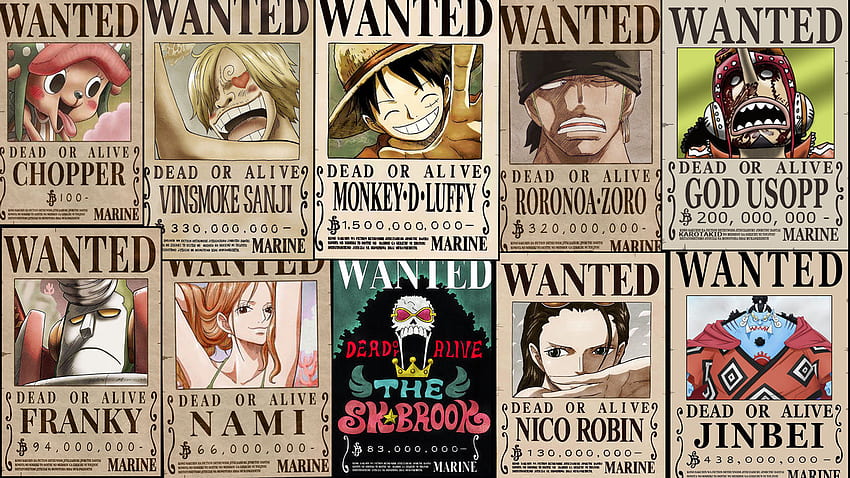 WANTED
DEAD OR ALIVE
CHOPPER
฿100-
MARINE
WANTED
DEAD OR ALIVE
VINSMOKE SANJI
฿330,000,000-
MARINE
WANTED
DEAD OR ALIVE
MONKEY·D·LUFFY
฿1,500,000,000-
MARINE
WANTED
DEAD OR ALIVE
RORONOA·ZORO
฿320,000,000-
MARINE
WANTED
DEAD OR ALIVE
GOD USOPP
฿200,000,000-
MARINE
WANTED
DEAD OR ALIVE
FRANKY
฿94,000,000-
MARINE
WANTED
DEAD OR ALIVE
NAMI
฿66,000,000-
MARINE
WANTED
DEAD OR ALIVE
THE
SK★BROOK
฿83,000,000-
MARINE
WANTED
DEAD OR ALIVE
NICO ROBIN
฿130,000,000-
MARINE
WANTED
DEAD OR ALIVE
JINBEI
฿438,000,000-
MARINE